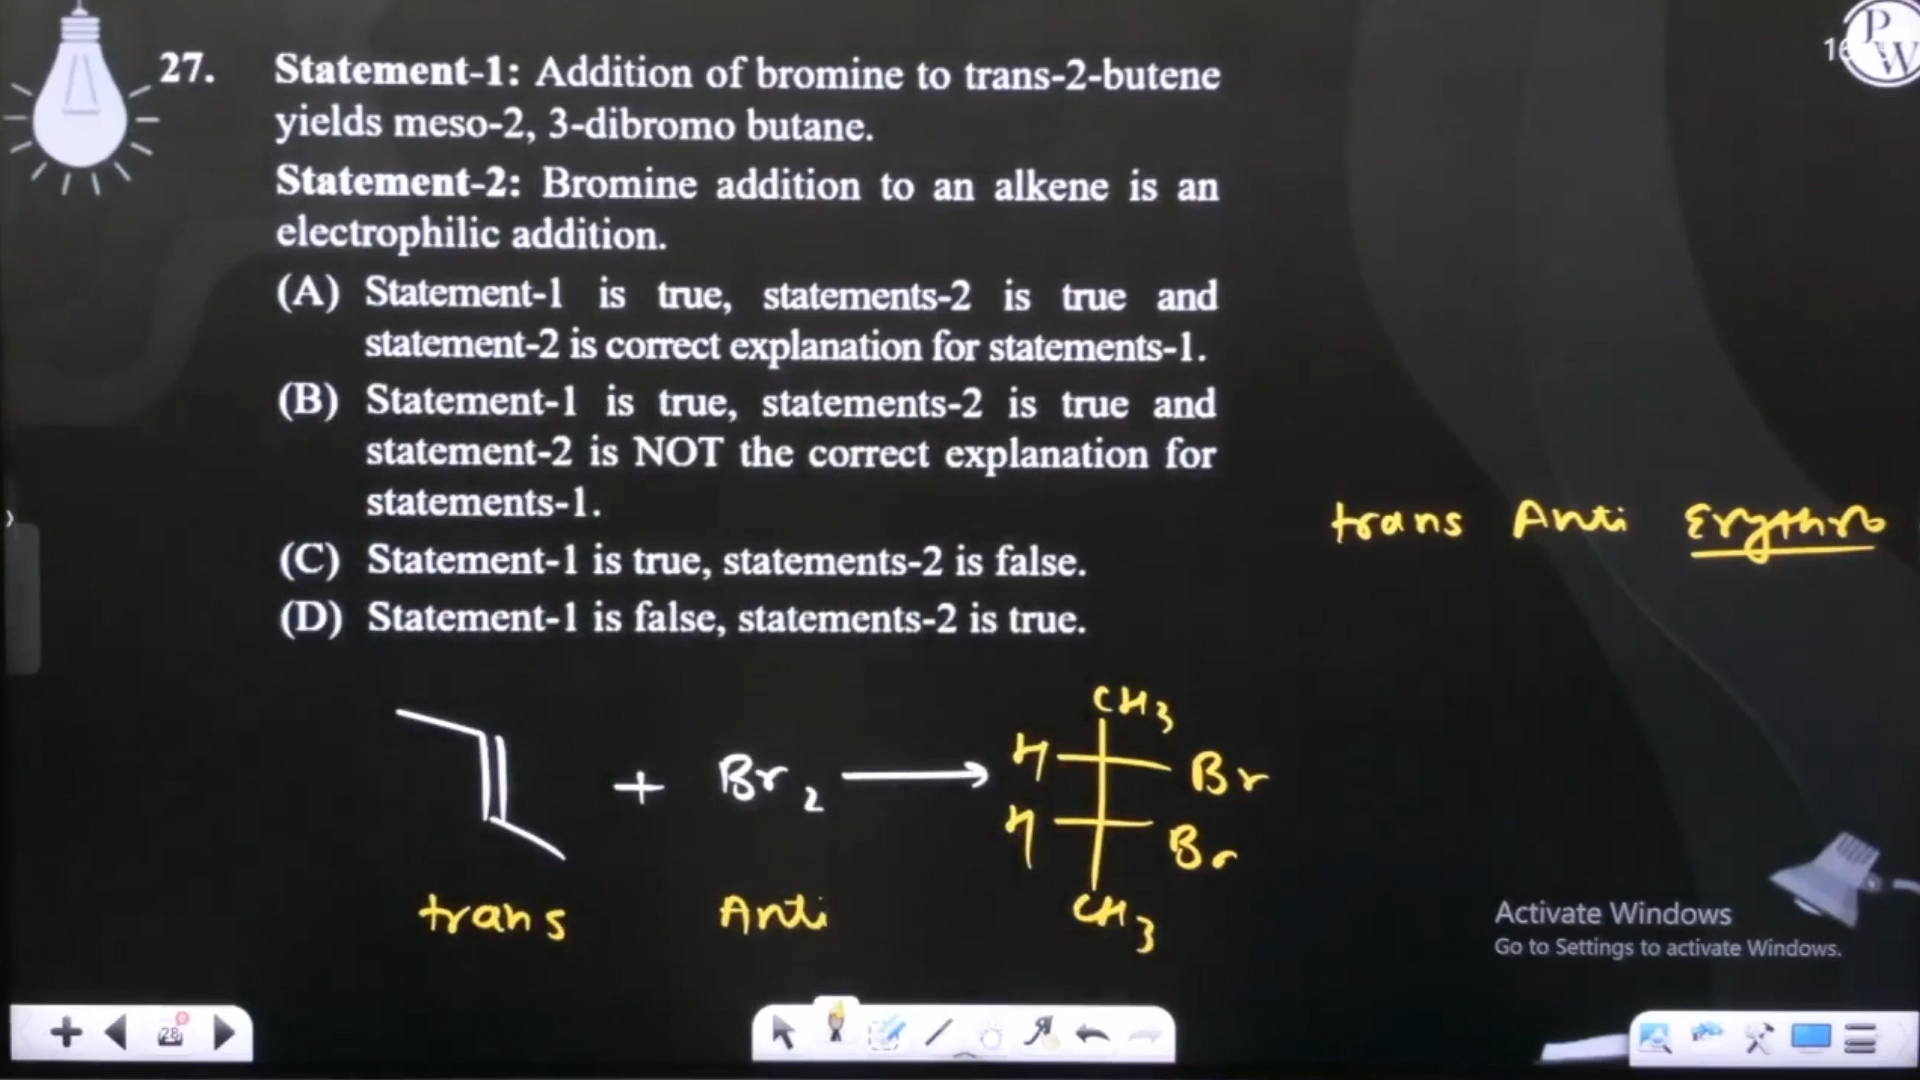 27. Statement-1: Addition of bromine to trans-2-butene
yields meso-2, 3-dibromo butane.
Statement-2: Bromine addition to an alkene is an
electrophilic addition.
(A) Statement-1 is true, statements-2 is true and
statement-2 is correct explanation for statements-1.
(B) Statement-1 is true, statements-2 is true and
statement-2 is NOT the correct explanation for
statements-1.
(C) Statement-1 is true, statements-2 is false.
(D) Statement-1 is false, statements-2 is true.
trans Anti Erythro
CH3
H Br
+ Br2
H Br
CH3
trans Anti
Activate Windows
Go to Settings to activate Windows.
PW
28